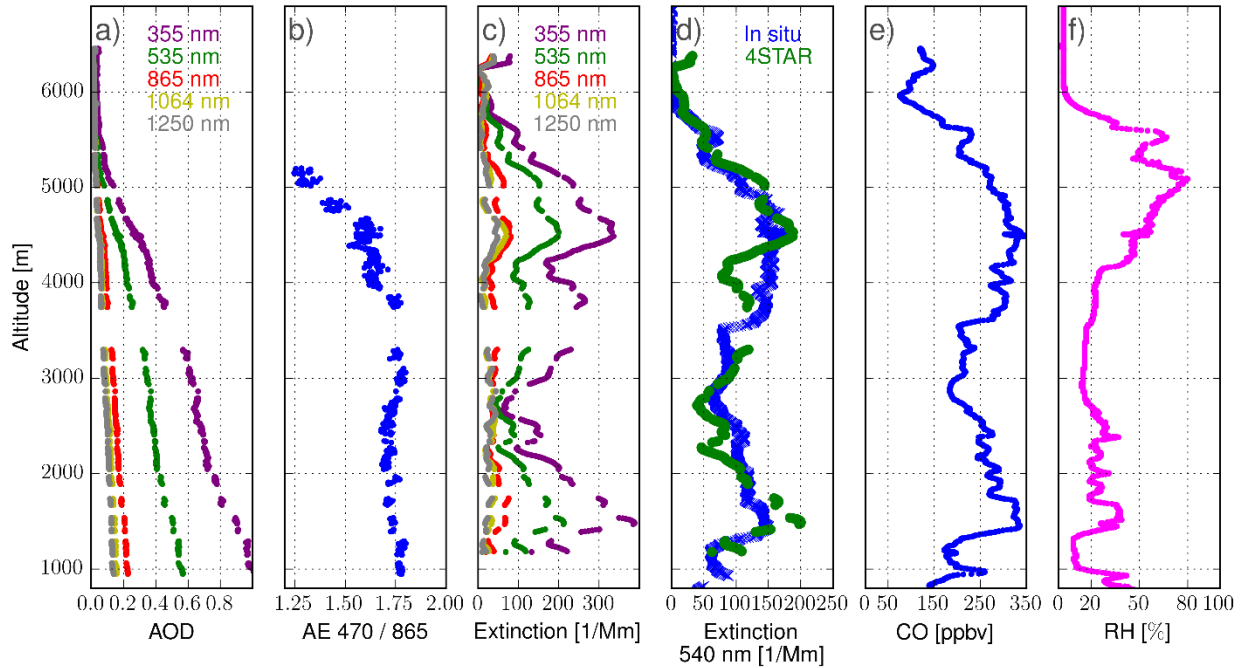 a)
355 nm
535 nm
865 nm
1064 nm
1250 nm
b)
c)
355 nm
535 nm
865 nm
1064 nm
1250 nm
d)
In situ
4STAR
e)
f)
6000
5000
4000
3000
2000
1000
Altitude [m]
0.0 0.2 0.4 0.6 0.8
AOD
1.25 1.50 1.75 2.00
AE 470 / 865
0 100 200 300
Extinction [1/Mm]
0 50 100 150 200 250
Extinction
540 nm [1/Mm]
0 50 150 250 350
CO [ppbv]
0 20 50 80 100
RH [%]